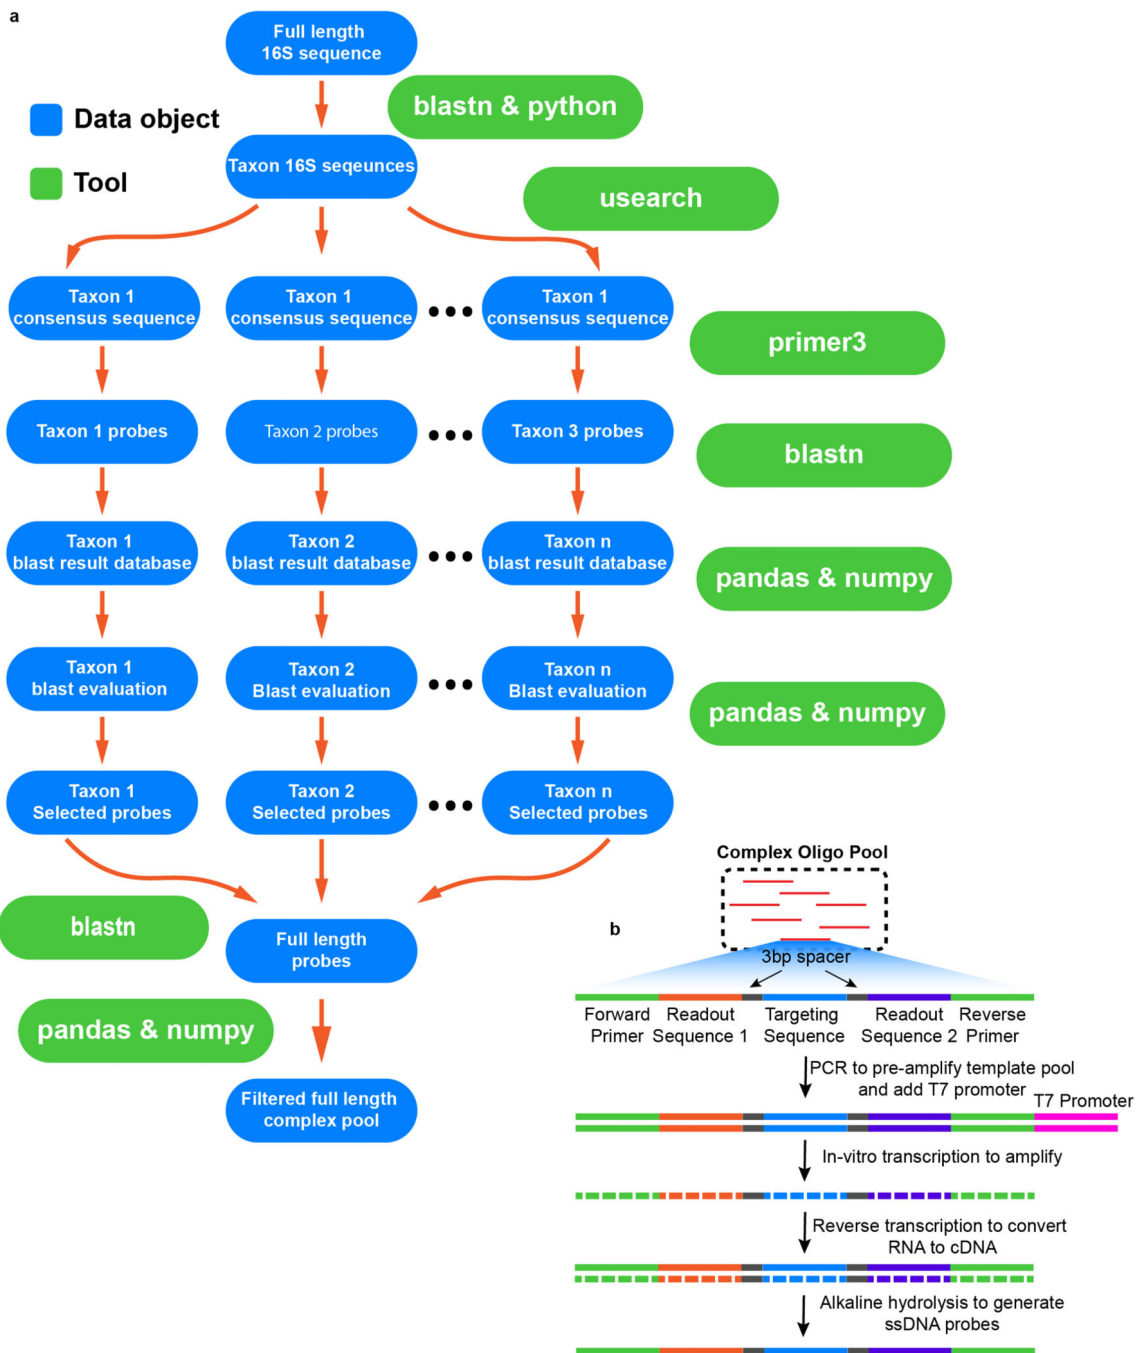 a
Full length
16S sequence
blastn & python
Data object
Tool
Taxon 16S seqeunces
usearch
Taxon 1
consensus sequence
Taxon 1
consensus sequence
Taxon 1
consensus sequence
primer3
Taxon 1 probes
Taxon 2 probes
Taxon 3 probes
blastn
Taxon 1
blast result database
Taxon 2
blast result database
Taxon n
blast result database
pandas & numpy
Taxon 1
blast evaluation
Taxon 2
Blast evaluation
Taxon n
Blast evaluation
pandas & numpy
Taxon 1
Selected probes
Taxon 2
Selected probes
Taxon n
Selected probes
blastn
Full length
probes
pandas & numpy
Filtered full length
complex pool
b
Complex Oligo Pool
3bp spacer
Forward
Primer
Readout
Sequence 1
Targeting
Sequence
Readout
Sequence 2
Reverse
Primer
PCR to pre-amplify template pool
and add T7 promoter
T7 Promoter
In-vitro transcription to amplify
Reverse transcription to convert
RNA to cDNA
Alkaline hydrolysis to generate
ssDNA probes